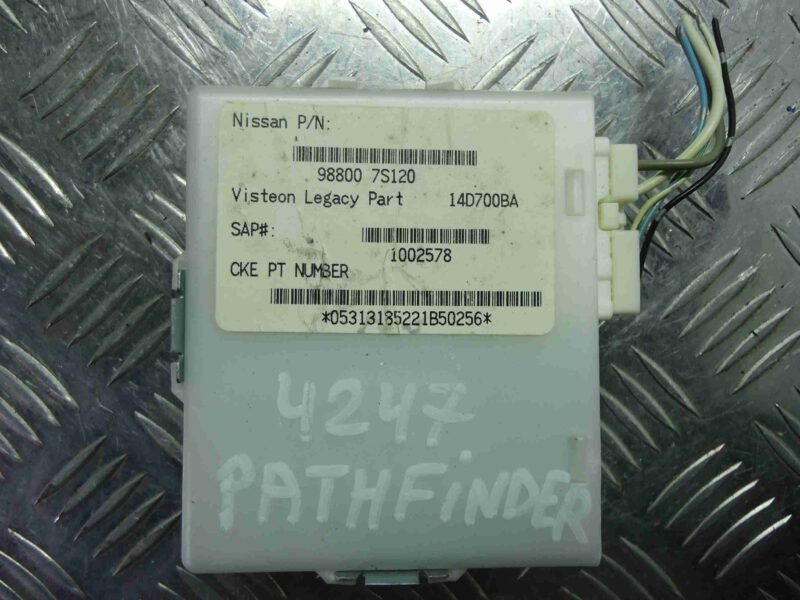 Nissan P/N:
98800 7S120
Visteon Legacy Part 14D700BA
SAP#:
1002578
CKE PT NUMBER
*05313185221B50256*
4247
PATHFiNDER